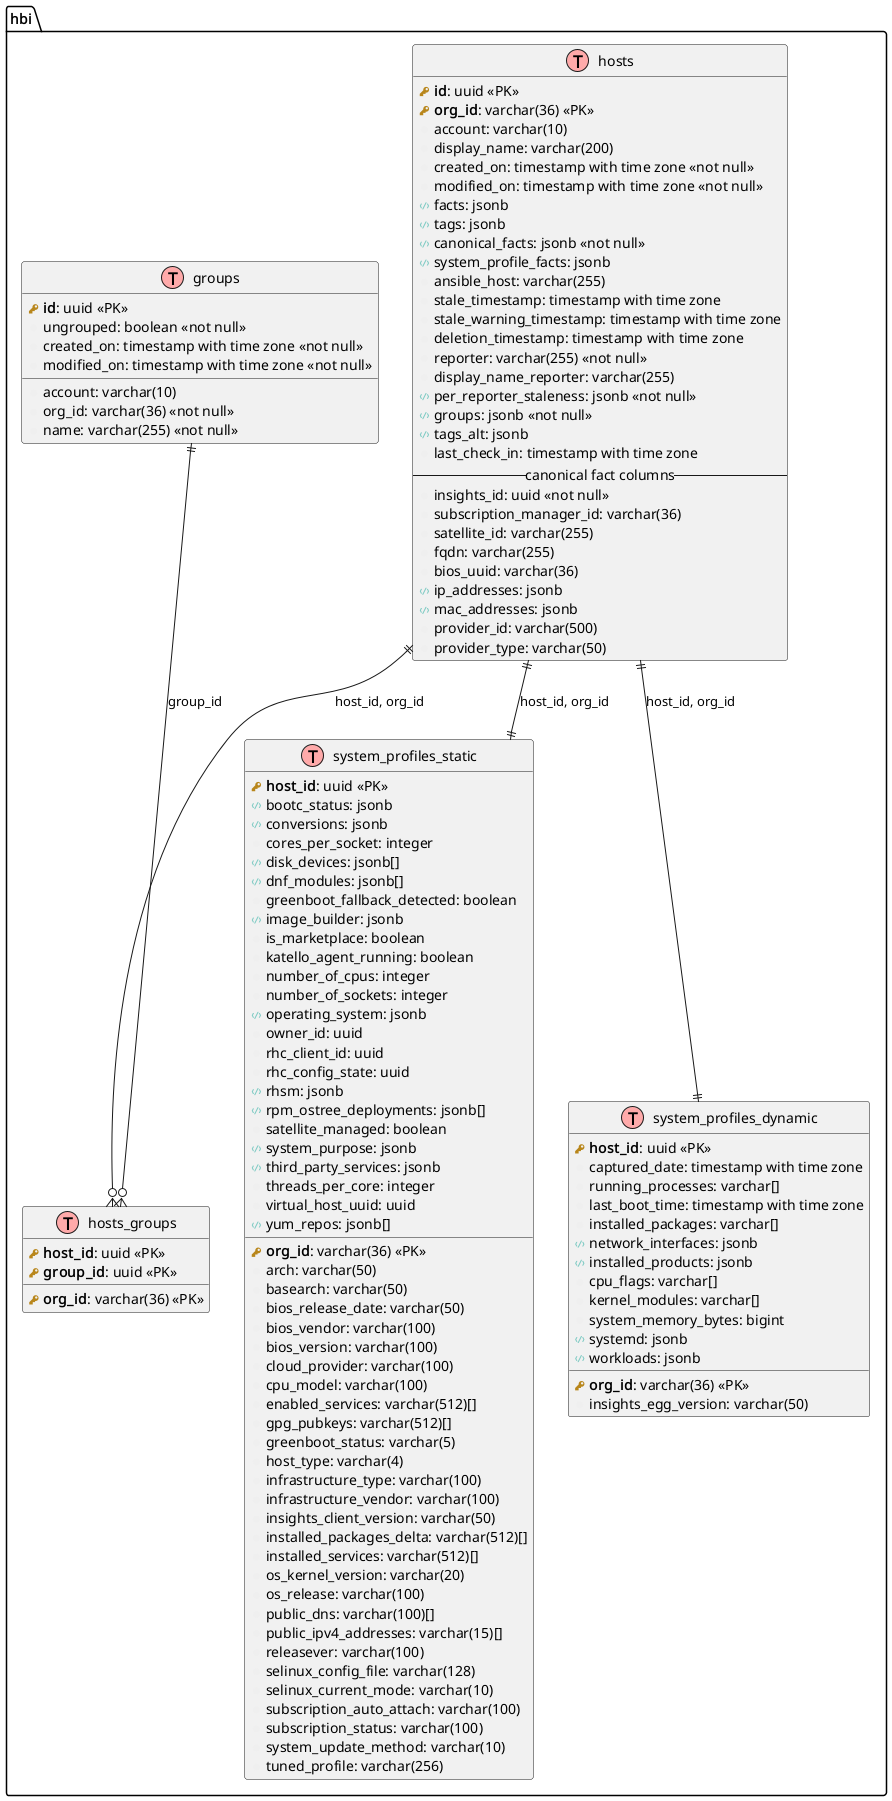 hbi
T hosts
id: uuid «PK»
org_id: varchar(36) «PK»
account: varchar(10)
display_name: varchar(200)
created_on: timestamp with time zone «not null»
modified_on: timestamp with time zone «not null»
facts: jsonb
tags: jsonb
canonical_facts: jsonb «not null»
system_profile_facts: jsonb
ansible_host: varchar(255)
stale_timestamp: timestamp with time zone
stale_warning_timestamp: timestamp with time zone
deletion_timestamp: timestamp with time zone
reporter: varchar(255) «not null»
display_name_reporter: varchar(255)
per_reporter_staleness: jsonb «not null»
groups: jsonb «not null»
tags_alt: jsonb
last_check_in: timestamp with time zone
canonical fact columns
insights_id: uuid «not null»
subscription_manager_id: varchar(36)
satellite_id: varchar(255)
fqdn: varchar(255)
bios_uuid: varchar(36)
ip_addresses: jsonb
mac_addresses: jsonb
provider_id: varchar(500)
provider_type: varchar(50)
T groups
id: uuid «PK»
ungrouped: boolean «not null»
created_on: timestamp with time zone «not null»
modified_on: timestamp with time zone «not null»
account: varchar(10)
org_id: varchar(36) «not null»
name: varchar(255) «not null»
group_id
host_id, org_id
host_id, org_id
host_id, org_id
T system_profiles_static
host_id: uuid «PK»
bootc_status: jsonb
conversions: jsonb
cores_per_socket: integer
disk_devices: jsonb[]
dnf_modules: jsonb[]
greenboot_fallback_detected: boolean
image_builder: jsonb
is_marketplace: boolean
katello_agent_running: boolean
number_of_cpus: integer
number_of_sockets: integer
operating_system: jsonb
owner_id: uuid
rhc_client_id: uuid
rhc_config_state: uuid
rhsm: jsonb
rpm_ostree_deployments: jsonb[]
satellite_managed: boolean
system_purpose: jsonb
third_party_services: jsonb
threads_per_core: integer
virtual_host_uuid: uuid
yum_repos: jsonb[]
org_id: varchar(36) «PK»
arch: varchar(50)
basearch: varchar(50)
bios_release_date: varchar(50)
bios_vendor: varchar(100)
bios_version: varchar(100)
cloud_provider: varchar(100)
cpu_model: varchar(100)
enabled_services: varchar(512)[]
gpg_pubkeys: varchar(512)[]
greenboot_status: varchar(5)
host_type: varchar(4)
infrastructure_type: varchar(100)
infrastructure_vendor: varchar(100)
insights_client_version: varchar(50)
installed_packages_delta: varchar(512)[]
installed_services: varchar(512)[]
os_kernel_version: varchar(20)
os_release: varchar(100)
public_dns: varchar(100)[]
public_ipv4_addresses: varchar(15)[]
releasever: varchar(100)
selinux_config_file: varchar(128)
selinux_current_mode: varchar(10)
subscription_auto_attach: varchar(100)
subscription_status: varchar(100)
system_update_method: varchar(10)
tuned_profile: varchar(256)
T system_profiles_dynamic
host_id: uuid «PK»
captured_date: timestamp with time zone
running_processes: varchar[]
last_boot_time: timestamp with time zone
installed_packages: varchar[]
network_interfaces: jsonb
installed_products: jsonb
cpu_flags: varchar[]
kernel_modules: varchar[]
system_memory_bytes: bigint
systemd: jsonb
workloads: jsonb
org_id: varchar(36) «PK»
insights_egg_version: varchar(50)
T hosts_groups
host_id: uuid «PK»
group_id: uuid «PK»
org_id: varchar(36) «PK»